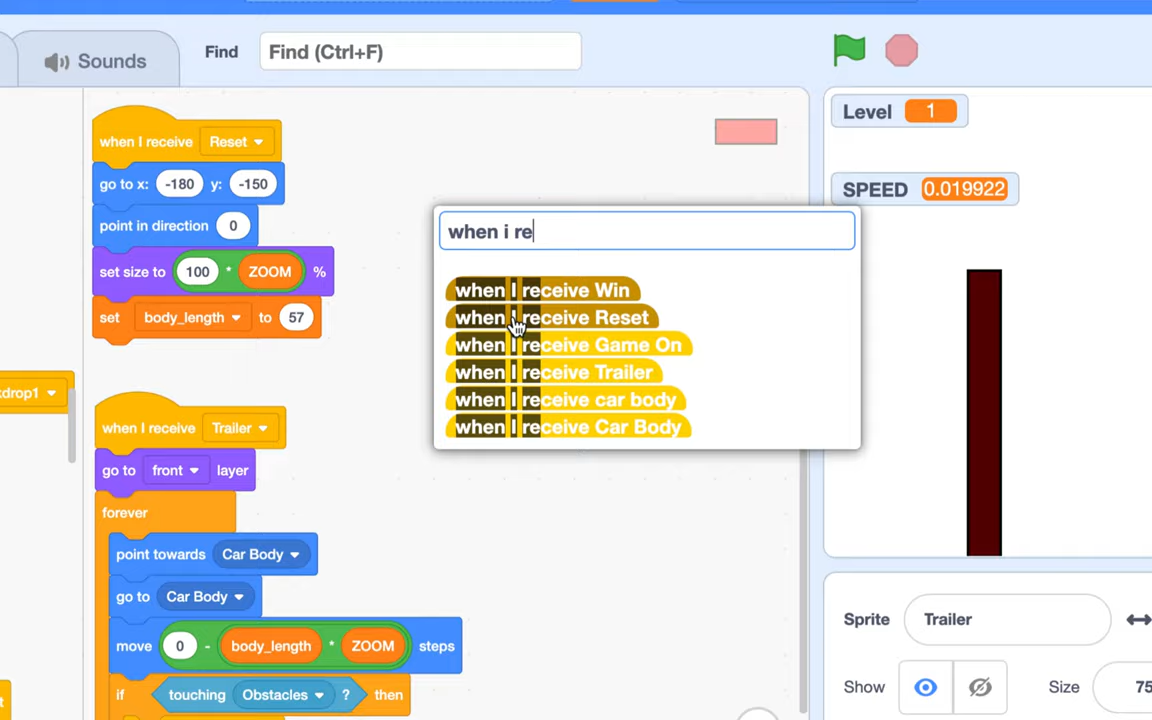 Sounds
Find
Find (Ctrl+F)
when I receive Reset
go to x: -180 y: -150
point in direction 0
set size to 100 * ZOOM %
set body_length to 57
drop1
when I receive Trailer
go to front layer
forever
point towards Car Body
go to Car Body
move 0 - body_length * ZOOM steps
if touching Obstacles ? then
when i re
when I receive Win
when I receive Reset
when I receive Game On
when I receive Trailer
when I receive car body
when I receive Car Body
Level 1
SPEED 0.019922
Sprite Trailer
Show
Size 75